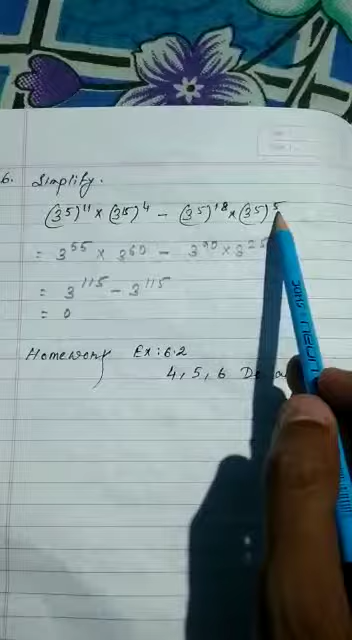 6. Simplify.
(3⁵)¹¹ × (3¹⁵)⁴ - (3⁵)¹⁸ × (3⁵)⁵
= 3⁵⁵ × 3⁶⁰ - 3⁹⁰ × 3²⁵
= 3¹¹⁵ - 3¹¹⁵
= 0
Homework Ex: 6.2
4, 5, 6